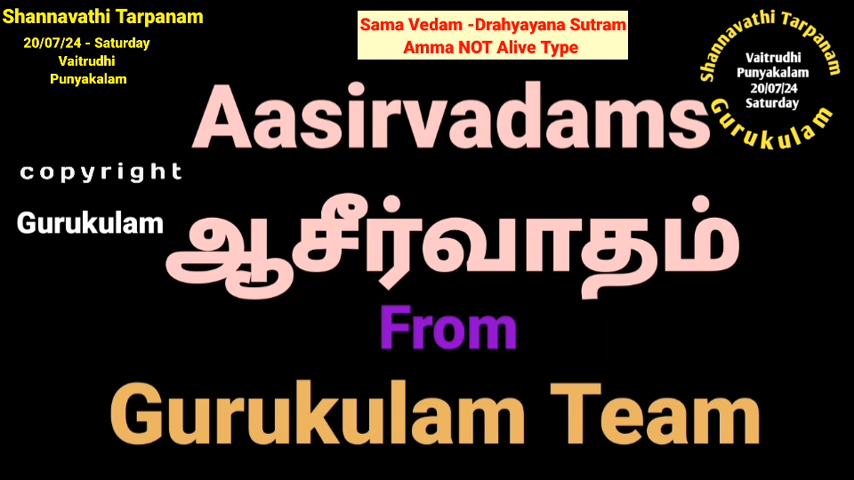 Shannavathi Tarpanam
20/07/24 - Saturday
Vaitrudhi
Punyakalam
Sama Vedam -Drahyayana Sutram
Amma NOT Alive Type
Shannavathi Tarpanam
Vaitrudhi
Punyakalam
20/07/24
Saturday
Gurukulam
Aasirvadams
copyright
Gurukulam
ஆசீர்வாதம்
From
Gurukulam Team